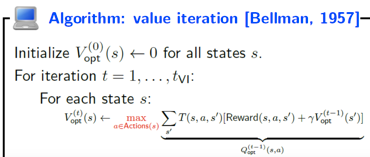 Algorithm: value iteration [Bellman, 1957]
Initialize V_opt^(0)(s) ← 0 for all states s.
For iteration t = 1, . . . , t_VI:
For each state s:
V_opt^(t)(s) ← max_{a∈Actions(s)} ∑_{s'} T(s, a, s')[Reward(s, a, s') + γV_opt^(t−1)(s')]
Q_opt^(t−1)(s,a)